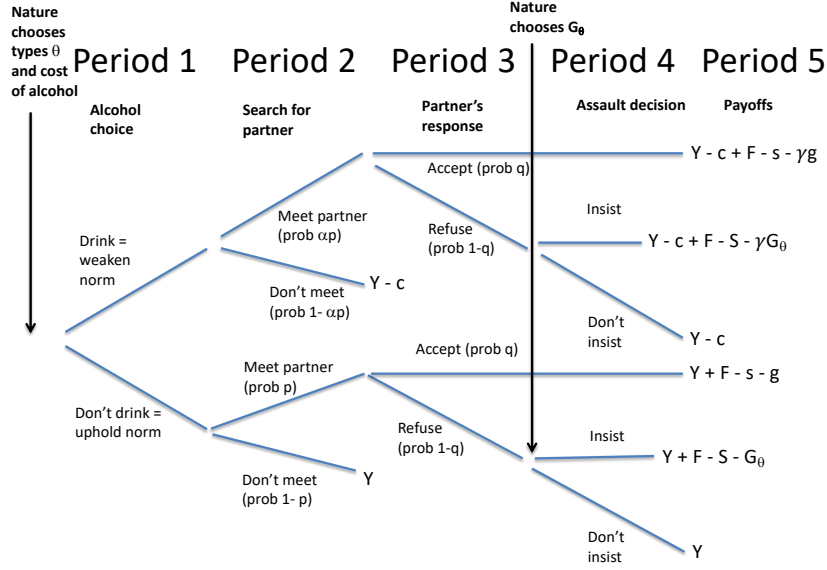 Nature
chooses
types θ
and cost
of alcohol
Nature
chooses Gθ
Period 1
Period 2
Period 3
Period 4
Period 5
Alcohol
choice
Search for
partner
Partner's
response
Assault decision
Payoffs
Drink =
weaken
norm
Don't drink =
uphold norm
Meet partner
(prob αp)
Don't meet
(prob 1- αp)
Y - c
Accept (prob q)
Y - c + F - s - γg
Refuse
(prob 1-q)
Insist
Y - c + F - S - γGθ
Don't
insist
Y - c
Meet partner
(prob p)
Don't meet
(prob 1- p)
Y
Accept (prob q)
Y + F - s - g
Refuse
(prob 1-q)
Insist
Y + F - S - Gθ
Don't
insist
Y